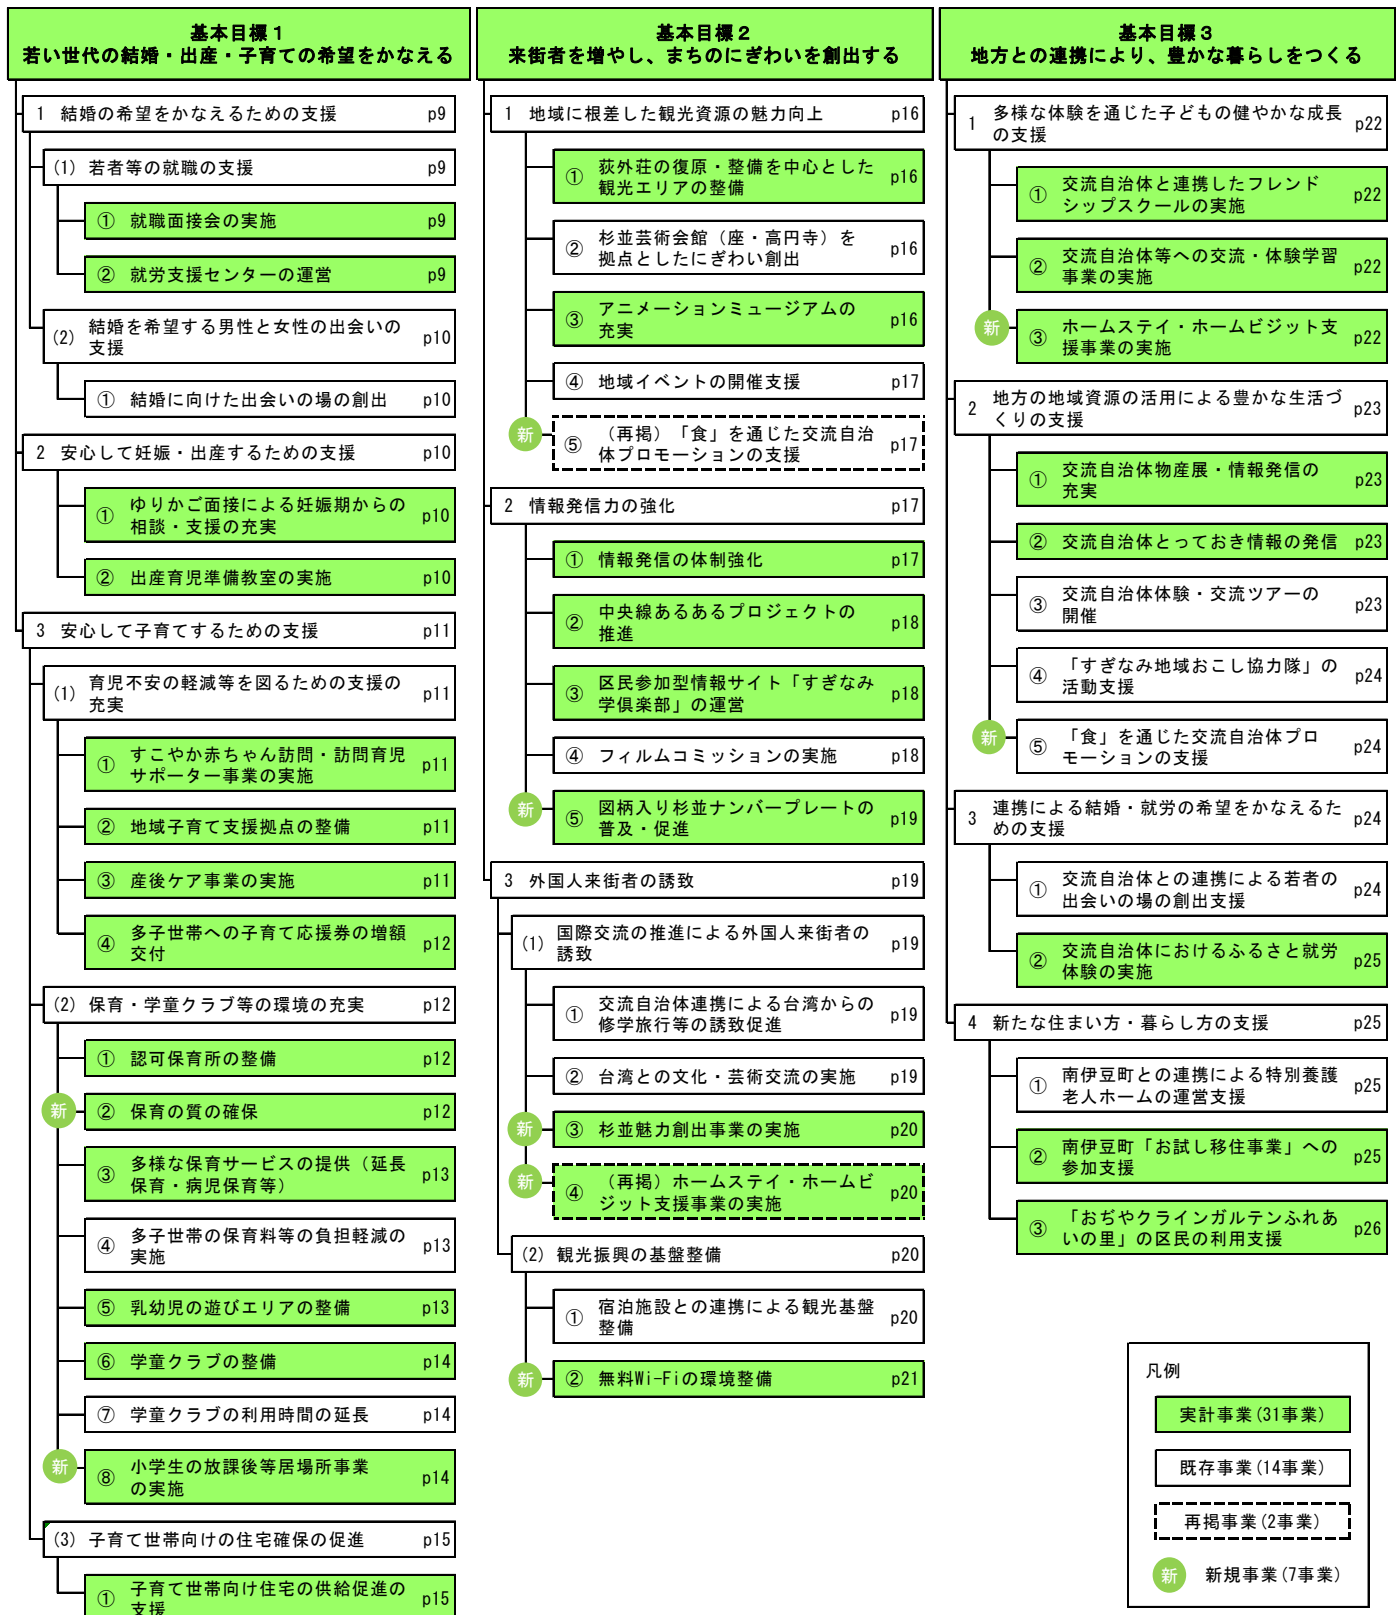 基本目標１
若い世代の結婚・出産・子育ての希望をかなえる
1 結婚の希望をかなえるための支援 p9
(1) 若者等の就職の支援 p9
① 就職面接会の実施 p9
② 就労支援センターの運営 p9
(2) 結婚を希望する男性と女性の出会いの
支援 p10
① 結婚に向けた出会いの場の創出 p10
2 安心して妊娠・出産するための支援 p10
① ゆりかご面接による妊娠期からの
相談・支援の充実 p10
② 出産育児準備教室の実施 p10
3 安心して子育てするための支援 p11
(1) 育児不安の軽減等を図るための支援の
充実 p11
① すこやか赤ちゃん訪問・訪問育児
サポーター事業の実施 p11
② 地域子育て支援拠点の整備 p11
③ 産後ケア事業の実施 p11
④ 多子世帯への子育て応援券の増額
交付 p12
(2) 保育・学童クラブ等の環境の充実 p12
① 認可保育所の整備 p12
新 ② 保育の質の確保 p12
③ 多様な保育サービスの提供（延長
保育・病児保育等） p13
④ 多子世帯の保育料等の負担軽減の
実施 p13
⑤ 乳幼児の遊びエリアの整備 p13
⑥ 学童クラブの整備 p14
⑦ 学童クラブの利用時間の延長 p14
新 ⑧ 小学生の放課後等居場所事業
の実施 p14
(3) 子育て世帯向けの住宅確保の促進 p15
① 子育て世帯向け住宅の供給促進の
支援 p15
基本目標２
来街者を増やし、まちのにぎわいを創出する
1 地域に根差した観光資源の魅力向上 p16
① 荻外荘の復原・整備を中心とした
観光エリアの整備 p16
② 杉並芸術会館（座・高円寺）を
拠点としたにぎわい創出 p16
③ アニメーションミュージアムの
充実 p16
④ 地域イベントの開催支援 p17
新 ⑤ （再掲）「食」を通じた交流自治
体プロモーションの支援 p17
2 情報発信力の強化 p17
① 情報発信の体制強化 p17
② 中央線あるあるプロジェクトの
推進 p18
③ 区民参加型情報サイト「すぎなみ
学倶楽部」の運営 p18
④ フィルムコミッションの実施 p18
新 ⑤ 図柄入り杉並ナンバープレートの
普及・促進 p19
3 外国人来街者の誘致 p19
(1) 国際交流の推進による外国人来街者の
誘致 p19
① 交流自治体連携による台湾からの
修学旅行等の誘致促進 p19
② 台湾との文化・芸術交流の実施 p19
新 ③ 杉並魅力創出事業の実施 p20
新 ④ （再掲）ホームステイ・ホームビ
ジット支援事業の実施 p20
(2) 観光振興の基盤整備 p20
① 宿泊施設との連携による観光基盤
整備 p20
新 ② 無料Wi-Fiの環境整備 p21
基本目標３
地方との連携により、豊かな暮らしをつくる
1 多様な体験を通じた子どもの健やかな成長
の支援 p22
① 交流自治体と連携したフレンド
シップスクールの実施 p22
② 交流自治体等への交流・体験学習
事業の実施 p22
新 ③ ホームステイ・ホームビジット支
援事業の実施 p22
2 地方の地域資源の活用による豊かな生活づ
くりの支援 p23
① 交流自治体物産展・情報発信の
充実 p23
② 交流自治体とっておき情報の発信 p23
③ 交流自治体体験・交流ツアーの
開催 p23
④ 「すぎなみ地域おこし協力隊」の
活動支援 p24
新 ⑤ 「食」を通じた交流自治体プロ
モーションの支援 p24
3 連携による結婚・就労の希望をかなえるた
めの支援 p24
① 交流自治体との連携による若者の
出会いの場の創出支援 p24
② 交流自治体におけるふるさと就労
体験の実施 p25
4 新たな住まい方・暮らし方の支援 p25
① 南伊豆町との連携による特別養護
老人ホームの運営支援 p25
② 南伊豆町「お試し移住事業」への
参加支援 p25
③ 「おぢやクラインガルテンふれあ
いの里」の区民の利用支援 p26
凡例
実計事業(31事業)
既存事業(14事業)
再掲事業(2事業)
新 新規事業(7事業)